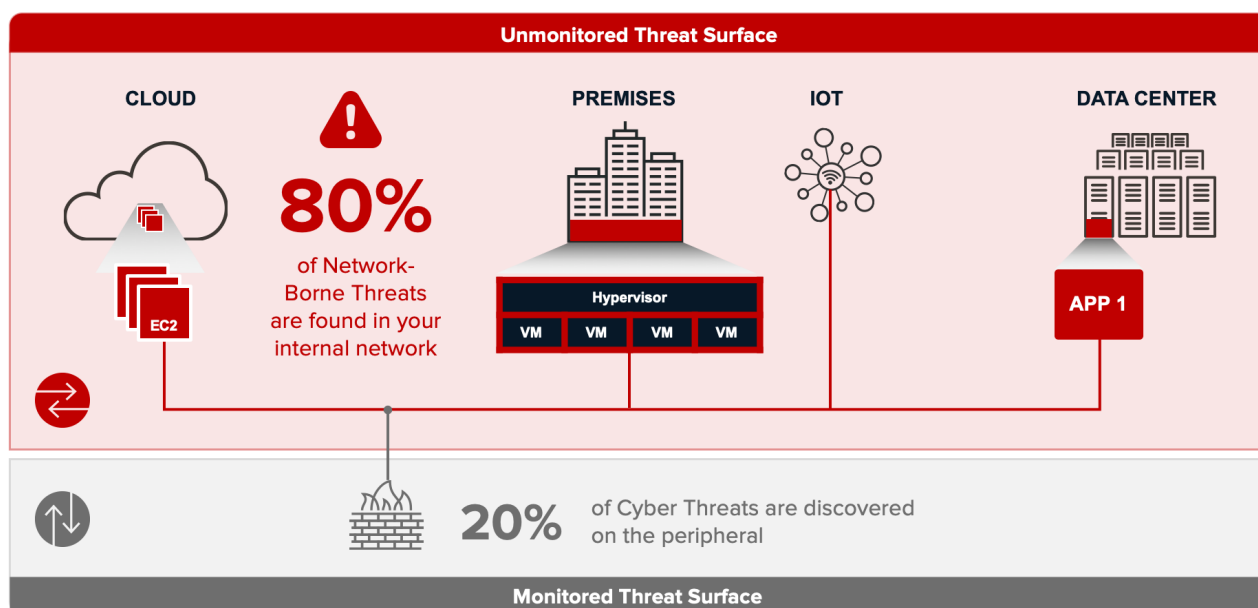 Unmonitored Threat Surface
CLOUD
PREMISES
IOT
DATA CENTER
80%
of Network-
Borne Threats
are found in your
internal network
EC2
Hypervisor
VM VM VM VM
APP 1
20%
of Cyber Threats are discovered
on the peripheral
Monitored Threat Surface